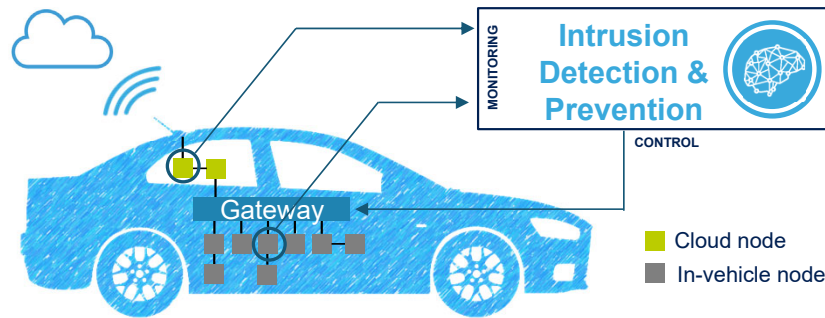 MONITORING
Intrusion
Detection &
Prevention
CONTROL
Gateway
Cloud node
In-vehicle node